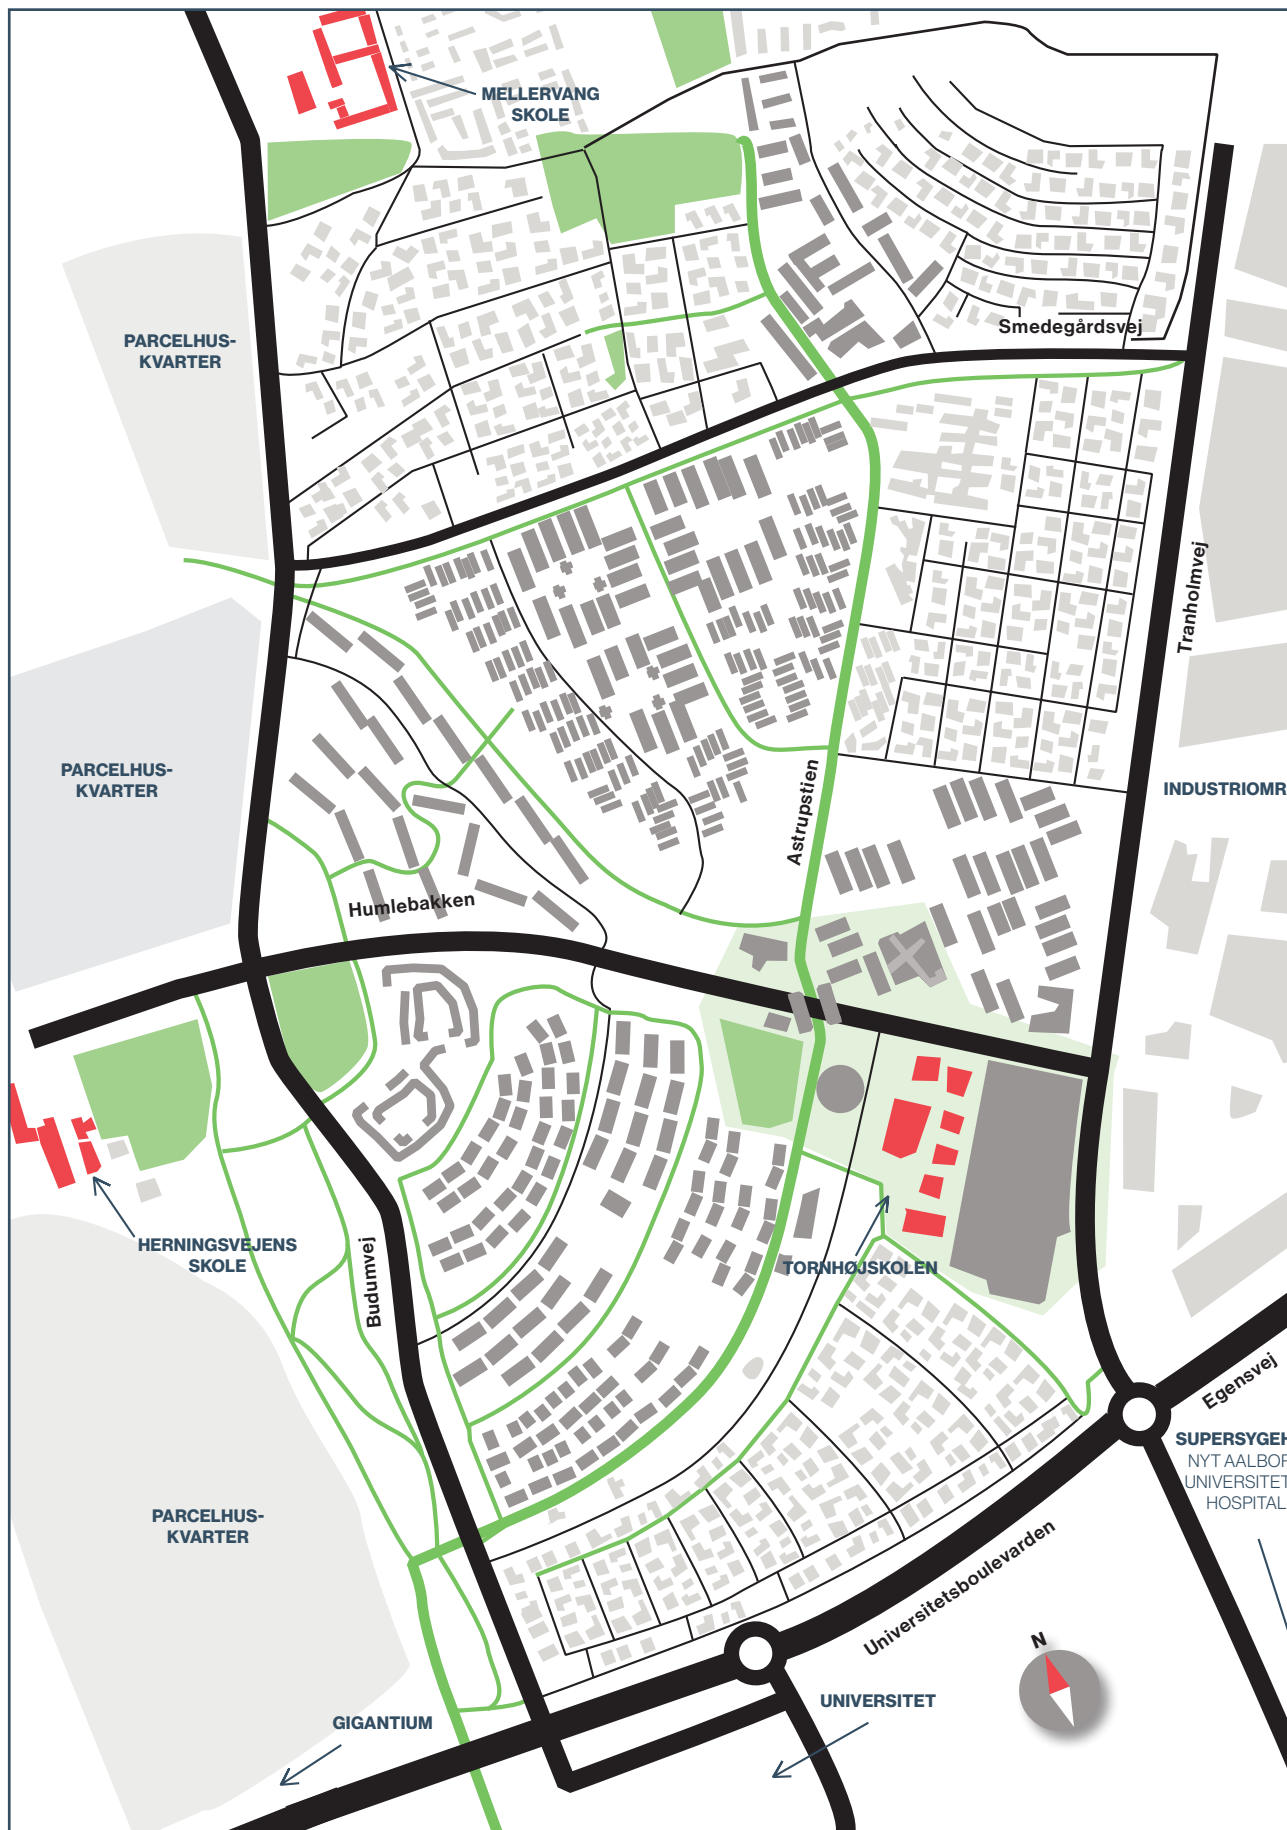 MELLERVANG
SKOLE
Smedegårdsvej
PARCELHUS-
KVARTER
Tranholmvej
PARCELHUS-
KVARTER
INDUSTRIOMR
Astrupstien
Humlebakken
HERNINGSVEJENS
SKOLE
Budumvej
TORNHØJSKOLEN
Egensvej
SUPERSYGEH
NYT AALBOR
UNIVERSITET
HOSPITAL
PARCELHUS-
KVARTER
Universitetsboulevarden
N
UNIVERSITET
GIGANTIUM